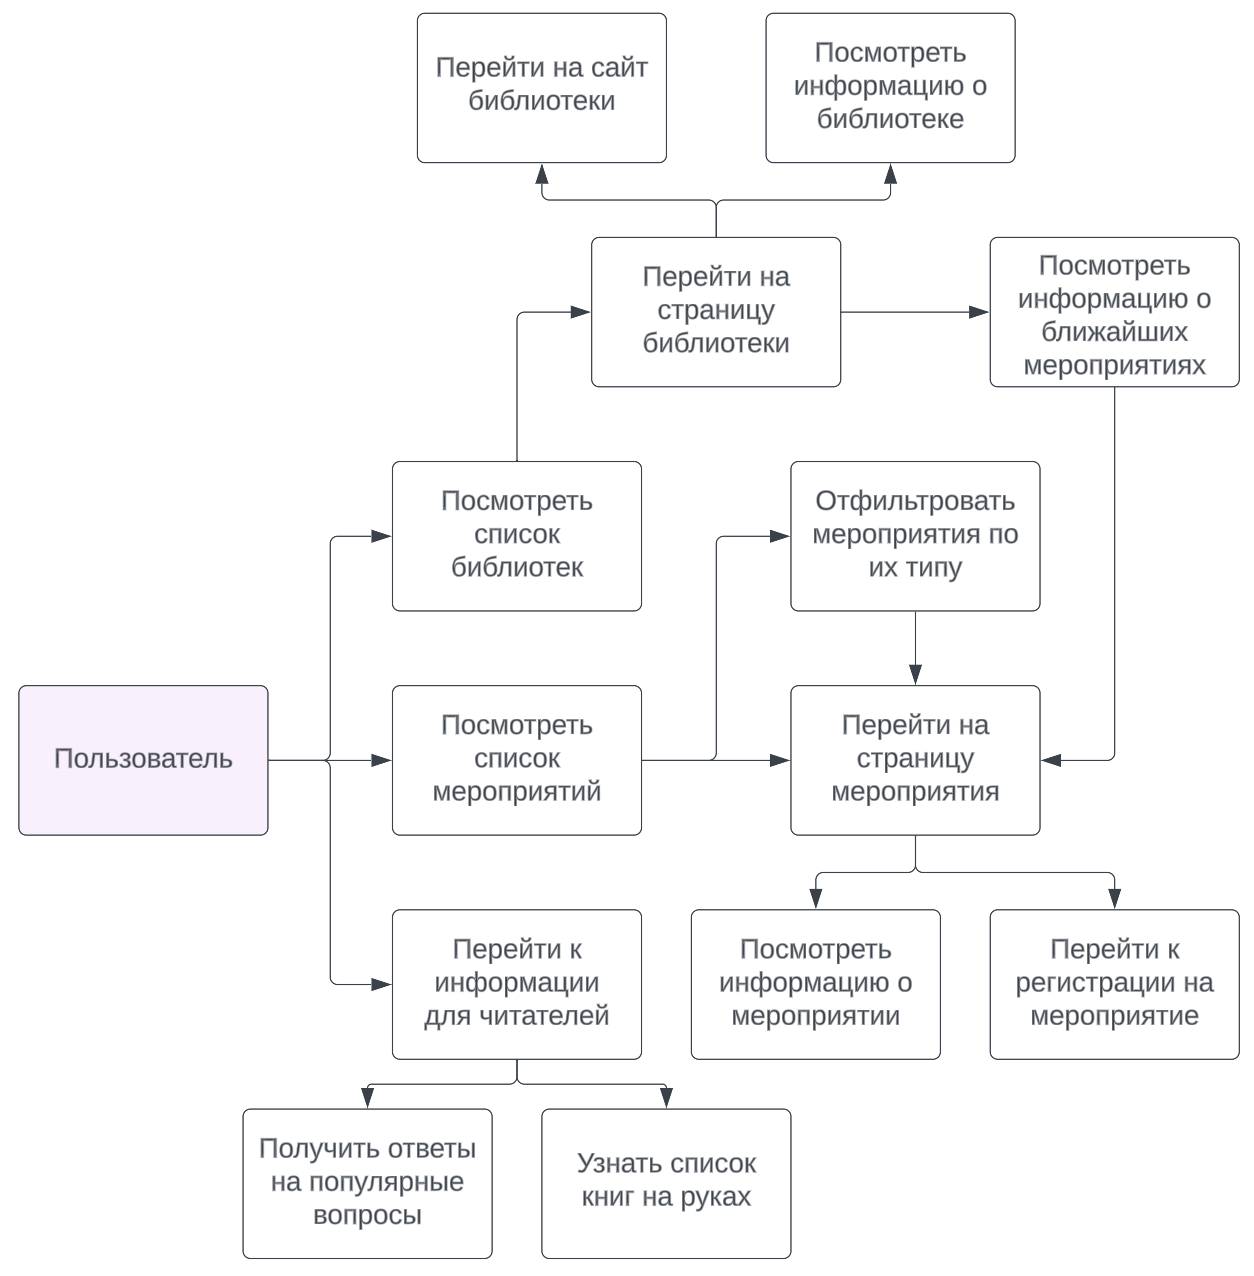 Перейти на сайт
библиотеки
Посмотреть
информацию о
библиотеке
Перейти на
страницу
библиотеки
Посмотреть
информацию о
ближайших
мероприятиях
Посмотреть
список
библиотек
Отфильтровать
мероприятия по
их типу
Пользователь
Посмотреть
список
мероприятий
Перейти на
страницу
мероприятия
Перейти к
информации
для читателей
Посмотреть
информацию о
мероприятии
Перейти к
регистрации на
мероприятие
Получить ответы
на популярные
вопросы
Узнать список
книг на руках